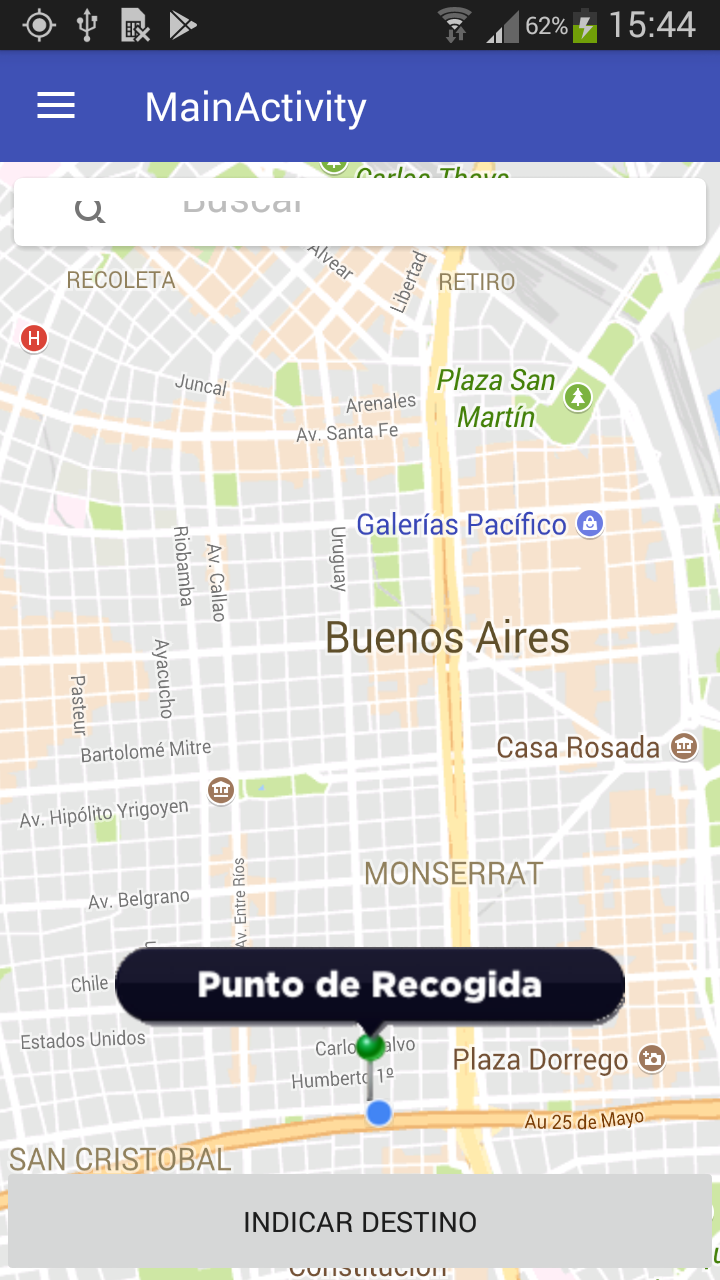 62% 15:44
MainActivity
Carlos Thays
Buscar
Alvear
Libertad
RECOLETA
RETIRO
H
Juncal
Plaza San
Martín
Arenales
Av. Santa Fe
Galerías Pacífico
Riobamba
Av. Callao
Uruguay
Buenos Aires
Ayacucho
Pasteur
Bartolomé Mitre
Casa Rosada
Av. Hipólito Yrigoyen
MONSERRAT
Av. Entre Ríos
Av. Belgrano
Chile
Punto de Recogida
Estados Unidos
Carlos Calvo
Plaza Dorrego
Humberto 1º
Au 25 de Mayo
SAN CRISTOBAL
INDICAR DESTINO
Constitución